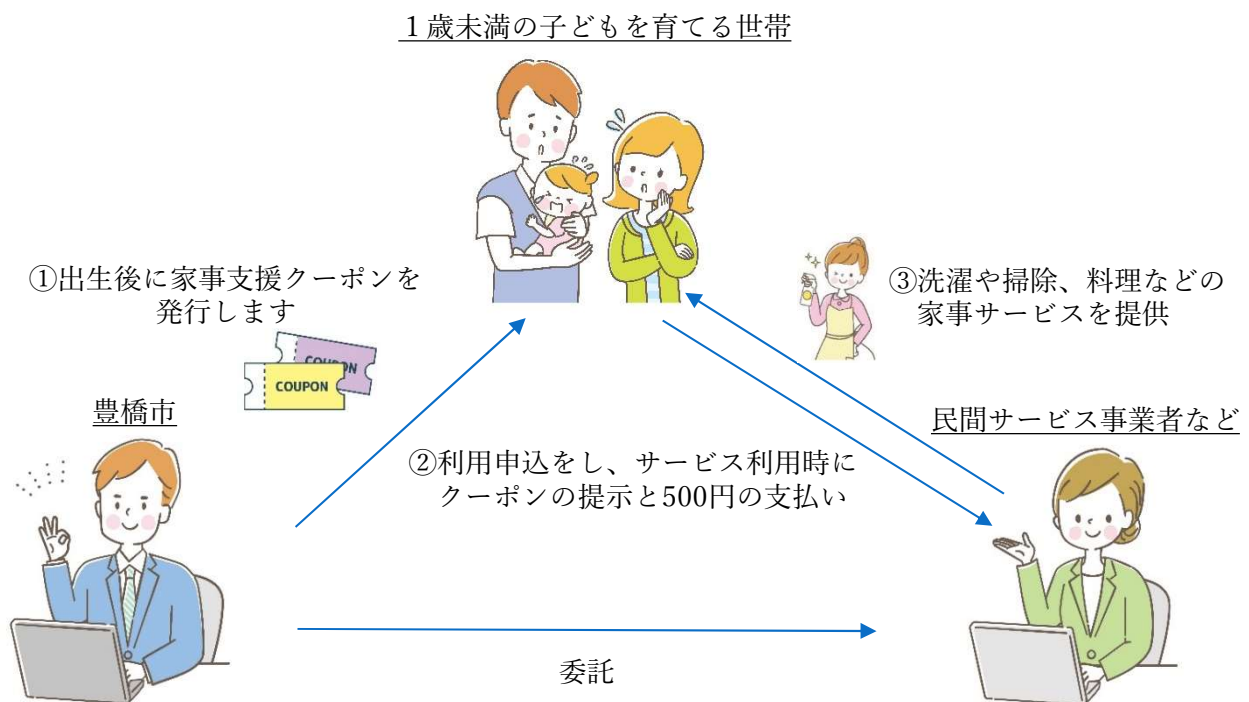 １歳未満の子どもを育てる世帯
①出生後に家事支援クーポンを
発行します
COUPON
COUPON
③洗濯や掃除、料理などの
家事サービスを提供
豊橋市
民間サービス事業者など
②利用申込をし、サービス利用時に
クーポンの提示と500円の支払い
委託